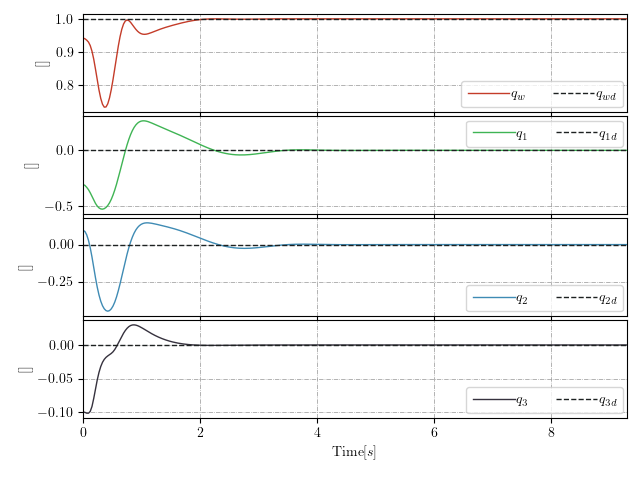 1.0
0.9
0.8
[]
q_w q_{wd}
0.0
−0.5
[]
q_1 q_{1d}
0.00
−0.25
[]
q_2 q_{2d}
0.00
−0.05
−0.10
[]
q_3 q_{3d}
0 2 4 6 8
Time[s]